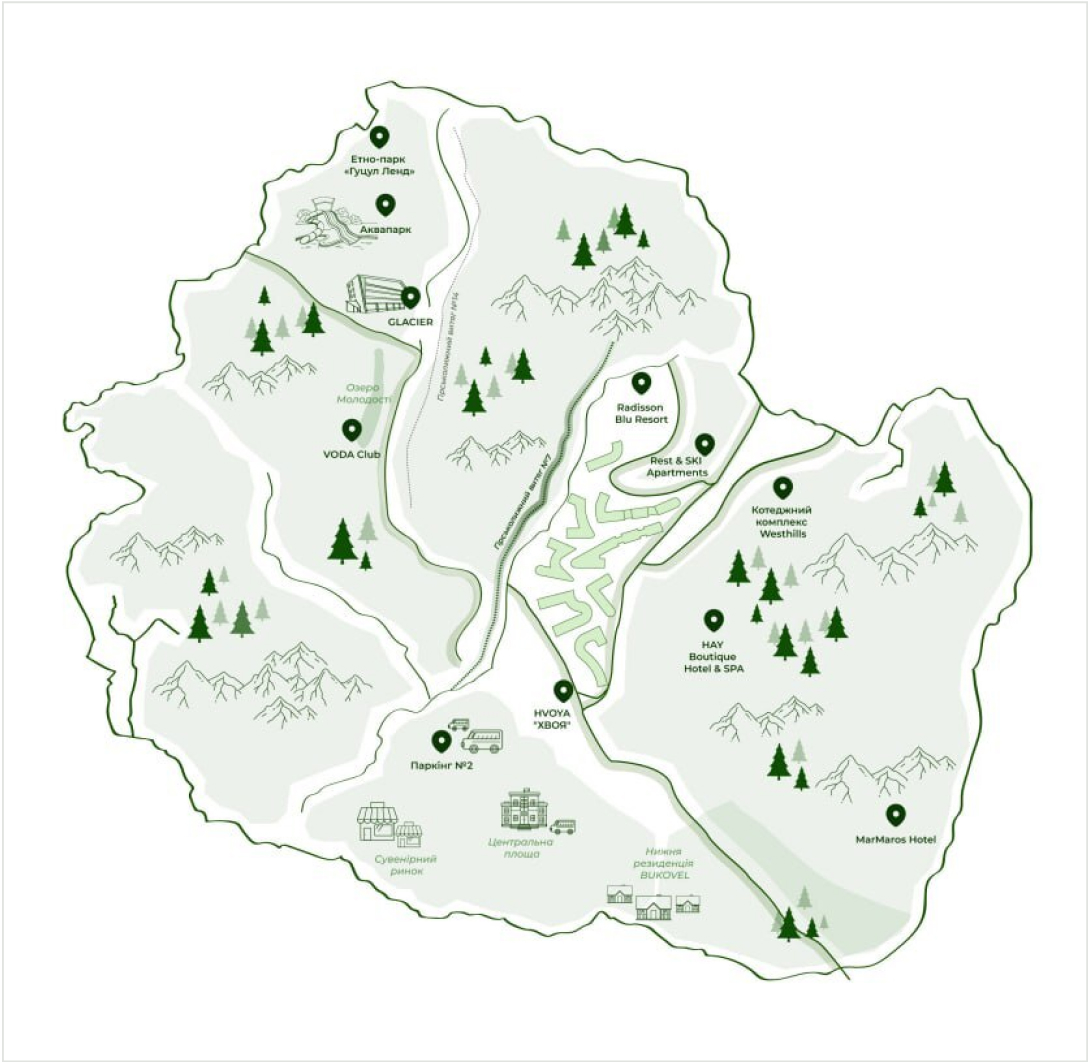 Етно-парк
«Гуцул Ленд»
Аквапарк
GLACIER
Гірськолижний витяг №14
Озеро
Молодості
VODA Club
Radisson
Blu Resort
Rest & SKI
Apartments
Гірськолижний витяг №7
Котеджний
комплекс
Westhills
HAY
Boutique
Hotel & SPA
HVOYA
"ХВОЯ"
Паркінг №2
MarMaros Hotel
Сувенірний
ринок
Центральна
площа
Нижня
резиденція
BUKOVEL